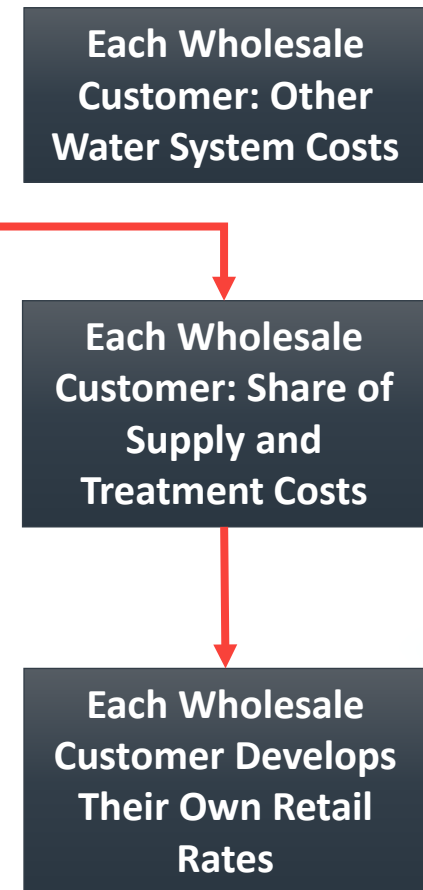 Each Wholesale
Customer: Other
Water System Costs
Each Wholesale
Customer: Share of
Supply and
Treatment Costs
Each Wholesale
Customer Develops
Their Own Retail
Rates